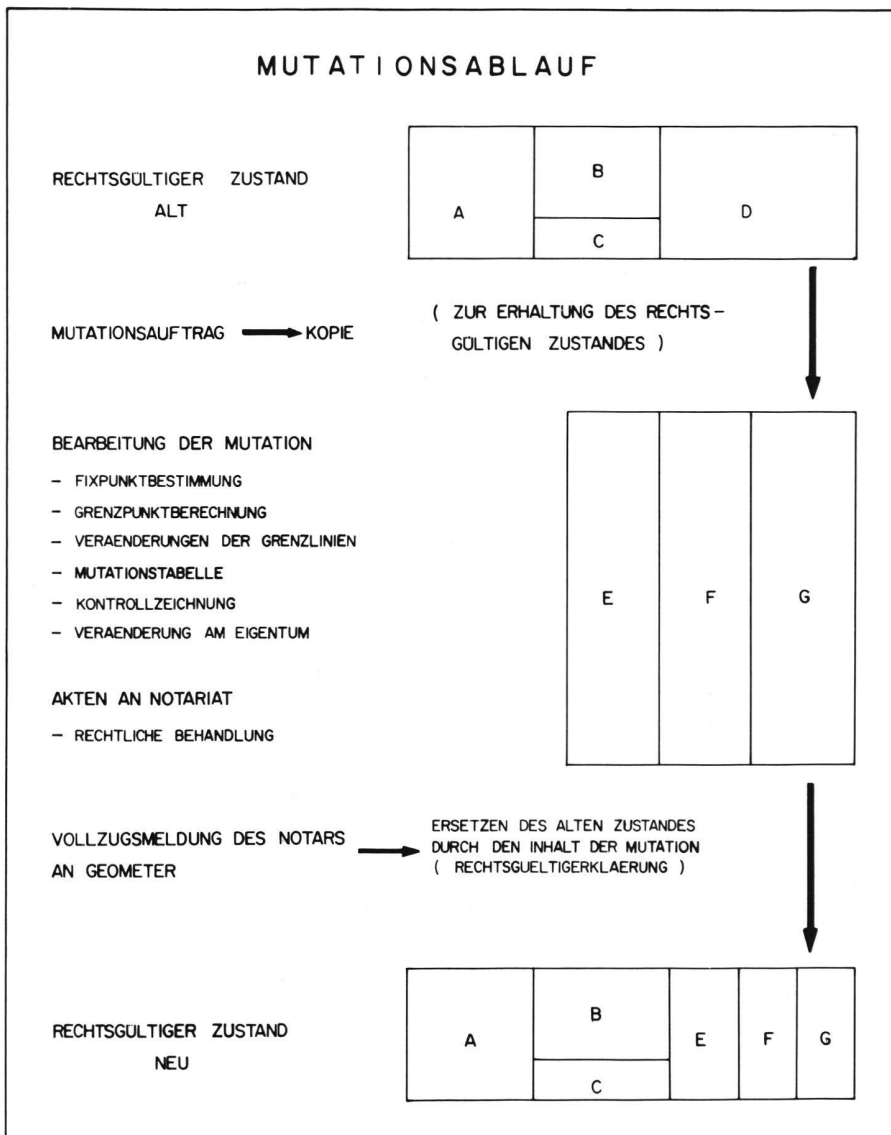 MUTATIONSABLAUF
RECHTSGÜLTIGER ZUSTAND
ALT
A
B
C
D
MUTATIONSAUFTRAG
KOPIE
( ZUR ERHALTUNG DES RECHTS-
GÜLTIGEN ZUSTANDES )
BEARBEITUNG DER MUTATION
- FIXPUNKTBESTIMMUNG
- GRENZPUNKTBERECHNUNG
- VERAENDERUNGEN DER GRENZLINIEN
- MUTATIONSTABELLE
- KONTROLLZEICHNUNG
- VERAENDERUNG AM EIGENTUM
E F G
AKTEN AN NOTARIAT
- RECHTLICHE BEHANDLUNG
VOLLZUGSMELDUNG DES NOTARS
AN GEOMETER
ERSETZEN DES ALTEN ZUSTANDES
DURCH DEN INHALT DER MUTATION
( RECHTSGUELTIGERKLAERUNG )
RECHTSGÜLTIGER ZUSTAND
NEU
A
B
C
E F G